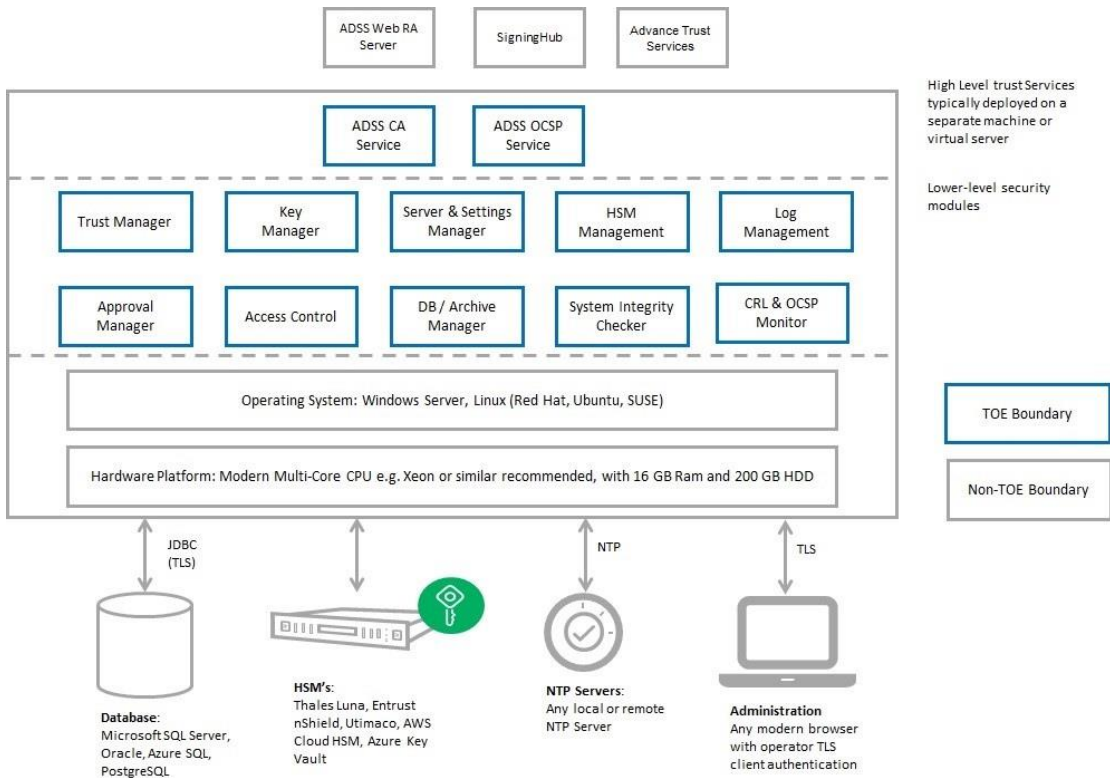 ADSS Web RA
Server
SigningHub
Advance Trust
Services
High Level trust Services
typically deployed on a
separate machine or
virtual server
ADSS CA
Service
ADSS OCSP
Service
Lower-level security
modules
Trust Manager
Key
Manager
Server & Settings
Manager
HSM
Management
Log
Management
Approval
Manager
Access Control
DB / Archive
Manager
System Integrity
Checker
CRL & OCSP
Monitor
Operating System: Windows Server, Linux (Red Hat, Ubuntu, SUSE)
TOE Boundary
Hardware Platform: Modern Multi-Core CPU e.g. Xeon or similar recommended, with 16 GB Ram and 200 GB HDD
Non-TOE Boundary
JDBC
(TLS)
NTP
TLS
Database:
Microsoft SQL Server,
Oracle, Azure SQL,
PostgreSQL
HSM's:
Thales Luna, Entrust
nShield, Utimaco, AWS
Cloud HSM, Azure Key
Vault
NTP Servers:
Any local or remote
NTP Server
Administration
Any modern browser
with operator TLS
client authentication